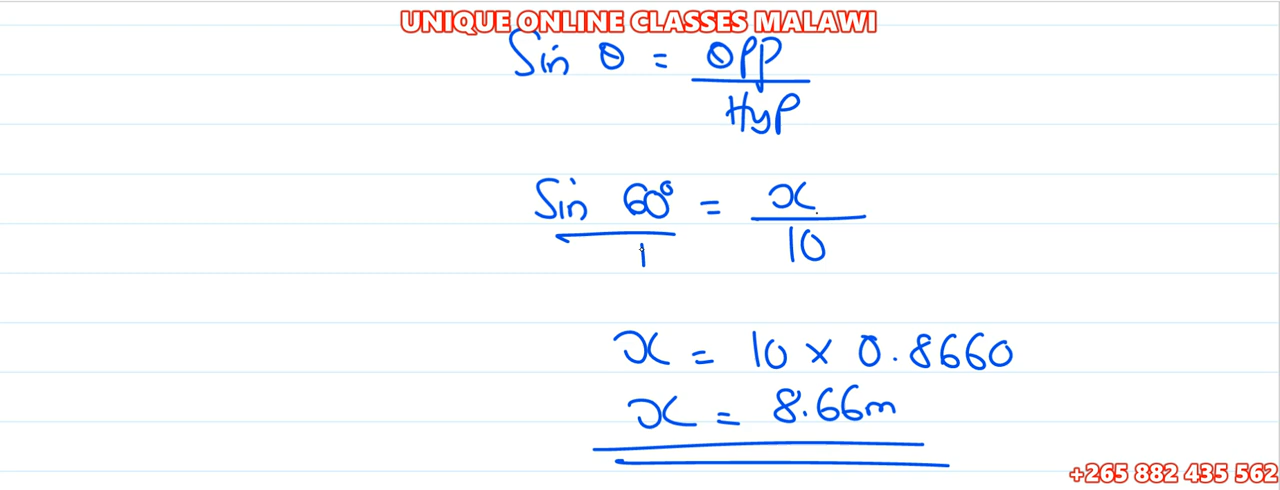 UNIQUE ONLINE CLASSES MALAWI
Sin θ = Opp / Hyp
Sin 60° / 1 = x / 10
x = 10 × 0.8660
x = 8.66m
+265 882 435 562